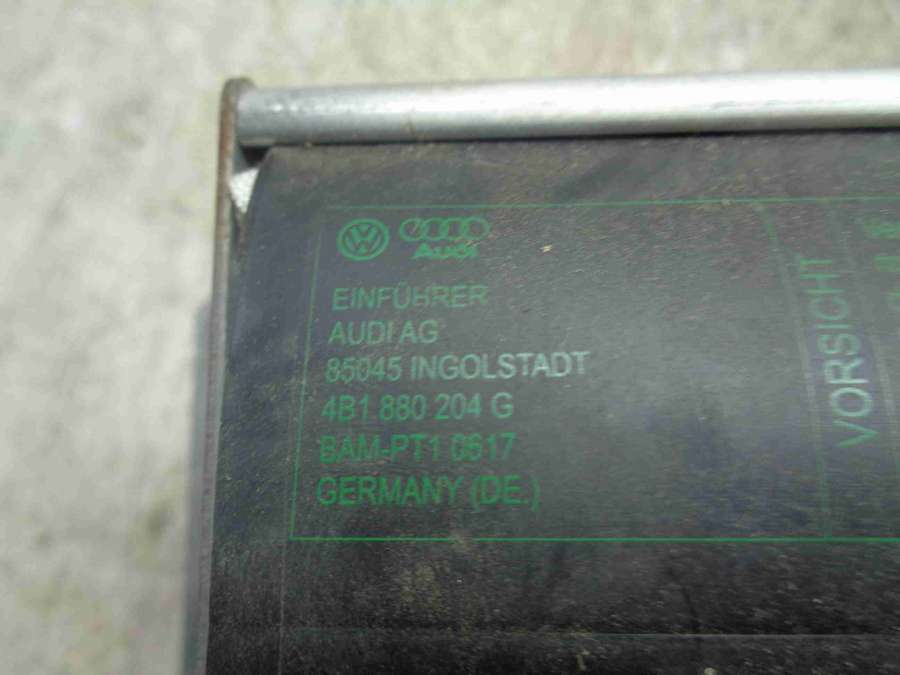 Audi
EINFÜHRER
AUDI AG
85045 INGOLSTADT
4B1 880 204 G
BAM-PT1 0617
GERMANY (DE.)
VORSICHT